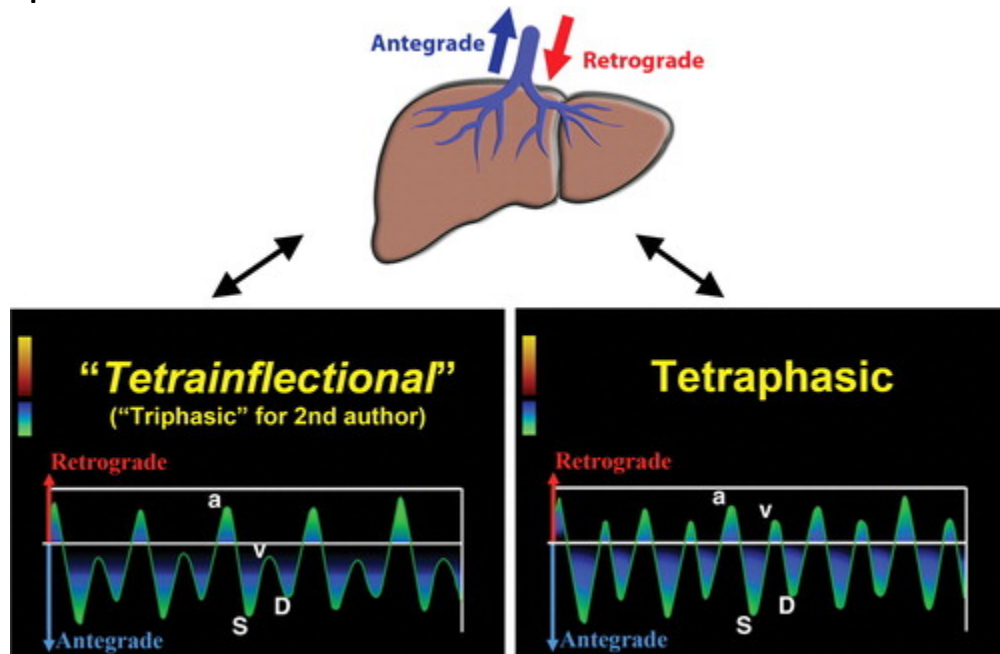 Antegrade
Retrograde
“Tetrainflectional”
(“Triphasic” for 2nd author)
Retrograde
a
v
D
S
Antegrade
Tetraphasic
Retrograde
a
v
D
S
Antegrade